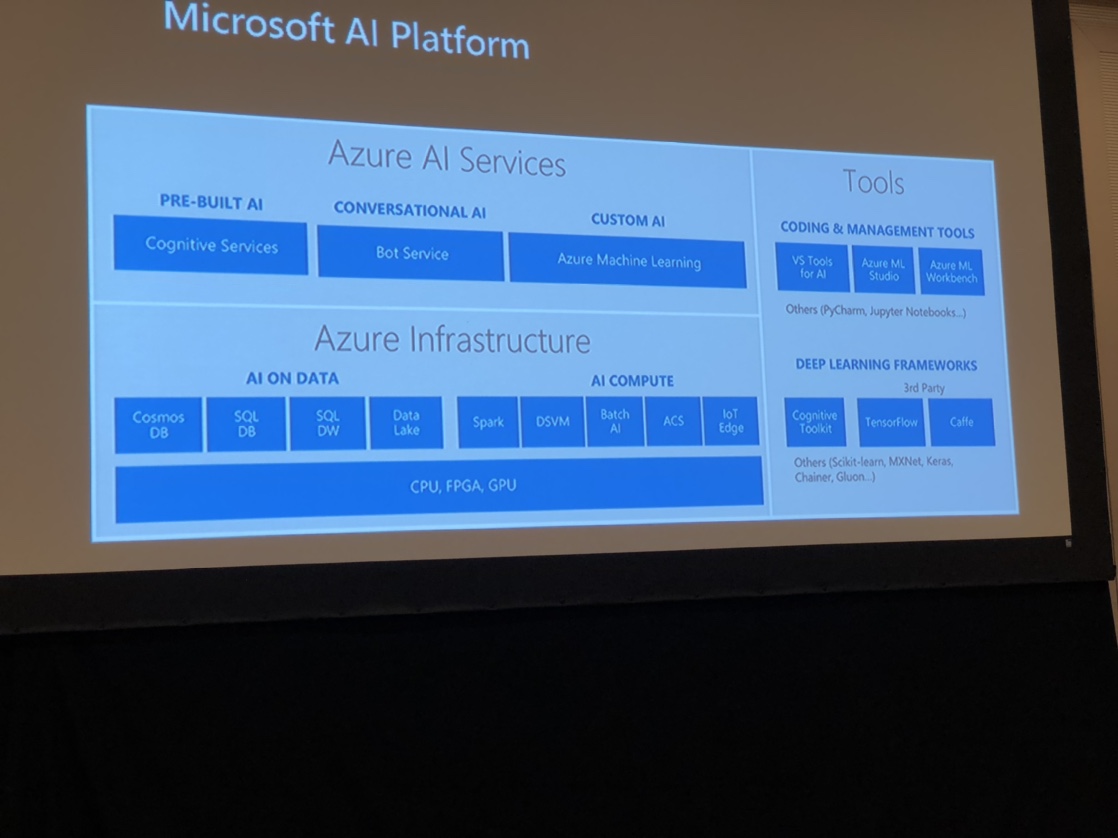 Microsoft AI Platform
Azure AI Services
PRE-BUILT AI
CONVERSATIONAL AI
CUSTOM AI
Cognitive Services
Bot Service
Azure Machine Learning
Azure Infrastructure
AI ON DATA
AI COMPUTE
Cosmos
DB
SQL
DB
SQL
DW
Data
Lake
Spark
DSVM
Batch
AI
ACS
IoT
Edge
CPU, FPGA, GPU
Tools
CODING & MANAGEMENT TOOLS
VS Tools
for AI
Azure ML
Studio
Azure ML
Workbench
Others (PyCharm, Jupyter Notebooks...)
DEEP LEARNING FRAMEWORKS
3rd Party
Cognitive
Toolkit
TensorFlow
Caffe
Others (Scikit-learn, MXNet, Keras,
Chainer, Gluon...)